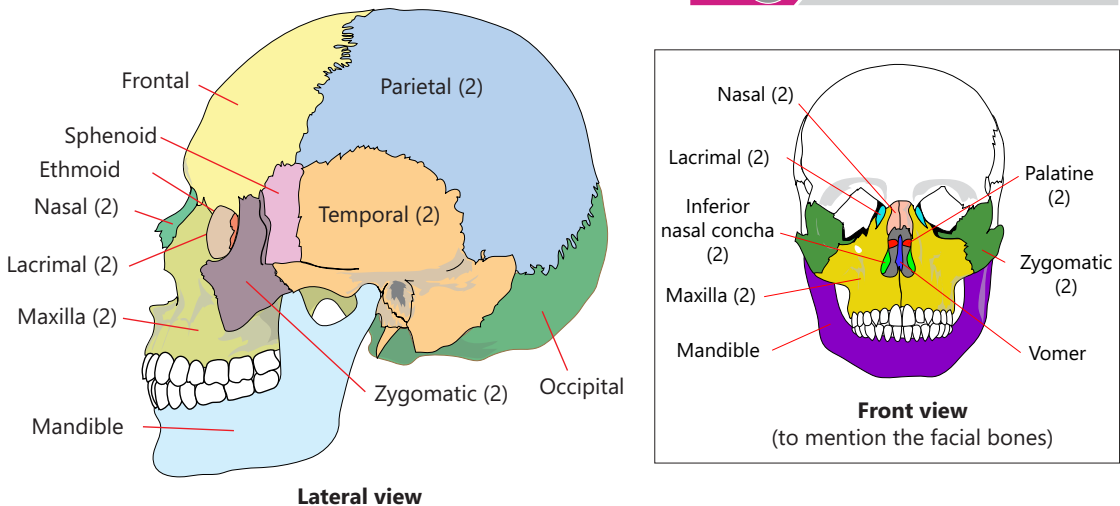 Frontal
Parietal (2)
Sphenoid
Ethmoid
Nasal (2)
Temporal (2)
Lacrimal (2)
Maxilla (2)
Zygomatic (2)
Occipital
Mandible
Lateral view
Nasal (2)
Lacrimal (2)
Palatine
(2)
Inferior
nasal concha
(2)
Zygomatic
(2)
Maxilla (2)
Mandible
Vomer
Front view
(to mention the facial bones)